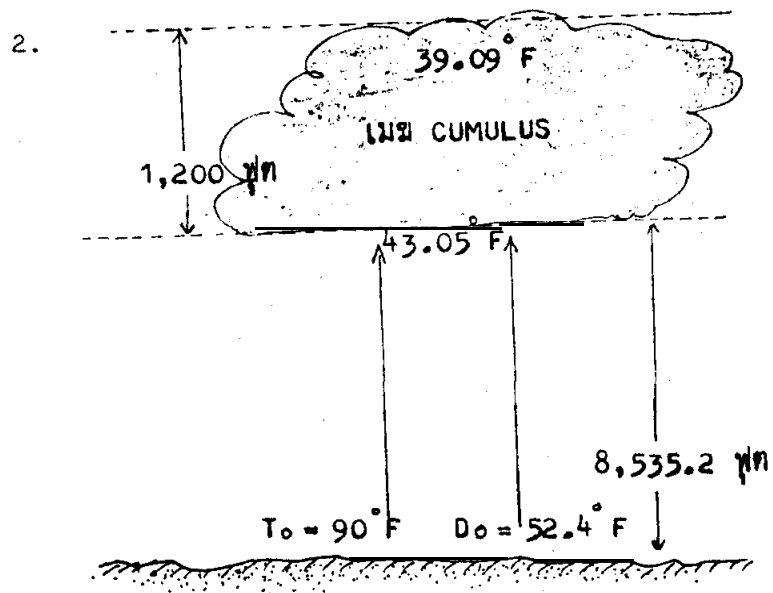 2.
39.09°F
เมฆ CUMULUS
1,200 ฟุต
43.05°F
8,535.2 ฟุต
To = 90°F Do = 52.4°F